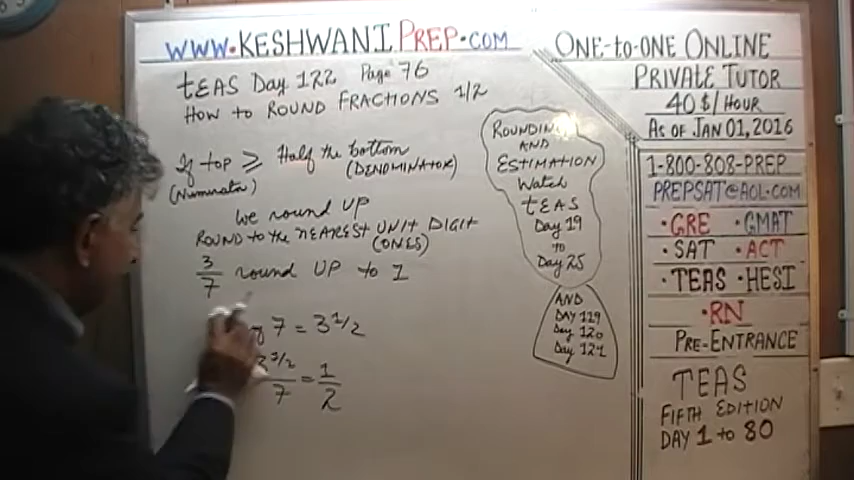 WWW.KESHWANIPREP.COM
tEAS Day 122 Page 76
HOW to ROUND FRACTIONS 1/2
If top ≥ Half the bottom
(Numerator) (DENOMINATOR)
We round UP
ROUND TO the NEAREST UNIT DIGIT
(ONES)
3/7 round UP to 1
7 = 3 1/2
1/2
7 = 1/2
ROUNDING
AND
ESTIMATION
Watch
tEAS
Day 19
to
Day 25
AND
Day 120
Day 121
ONE-to-ONE ONLINE
PRIVATE TUTOR
40$/HOUR
AS OF JAN 01, 2016
1-800-808-PREP
PREPSAT@AOL.COM
•GRE •GMAT
•SAT •ACT
•TEAS •HESI
•RN
PRE-ENTRANCE
TEAS
FIFTH EDITION
DAY 1 to 80